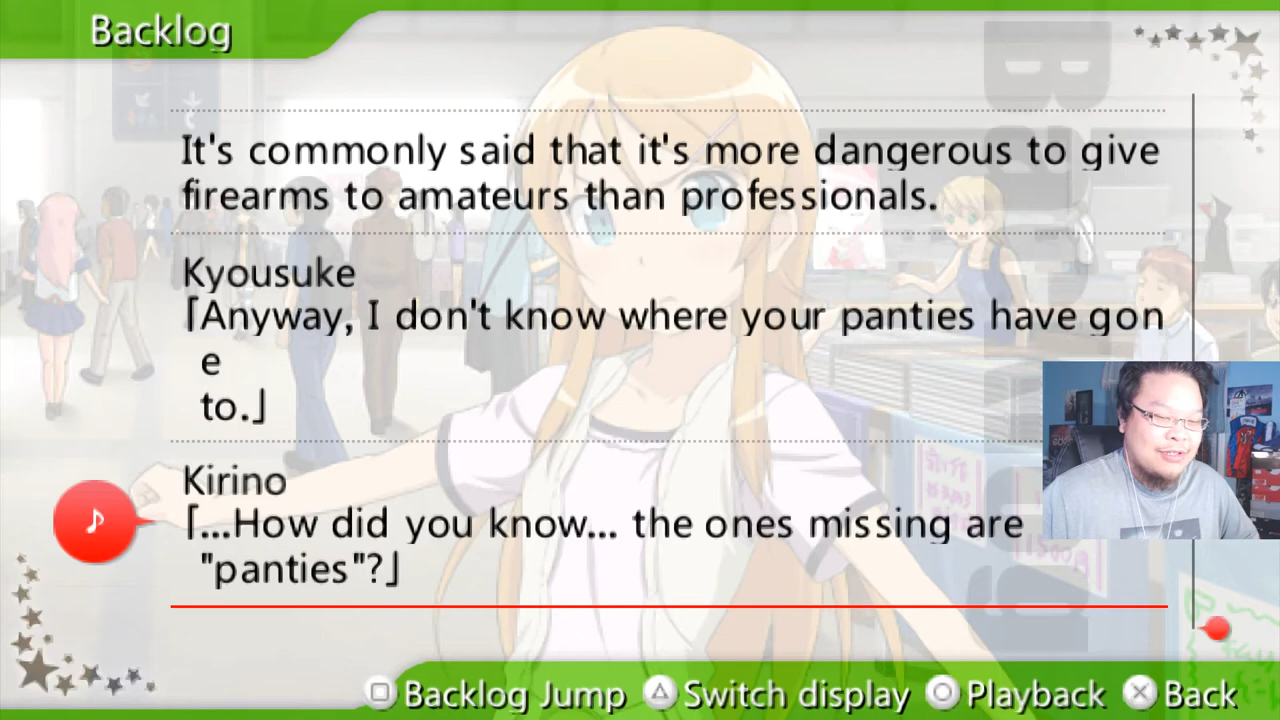 Backlog
It's commonly said that it's more dangerous to give
firearms to amateurs than professionals.
Kyousuke
「Anyway, I don't know where your panties have gon
e
to.」
Kirino
「...How did you know... the ones missing are
"panties"?」
Backlog Jump Switch display Playback Back